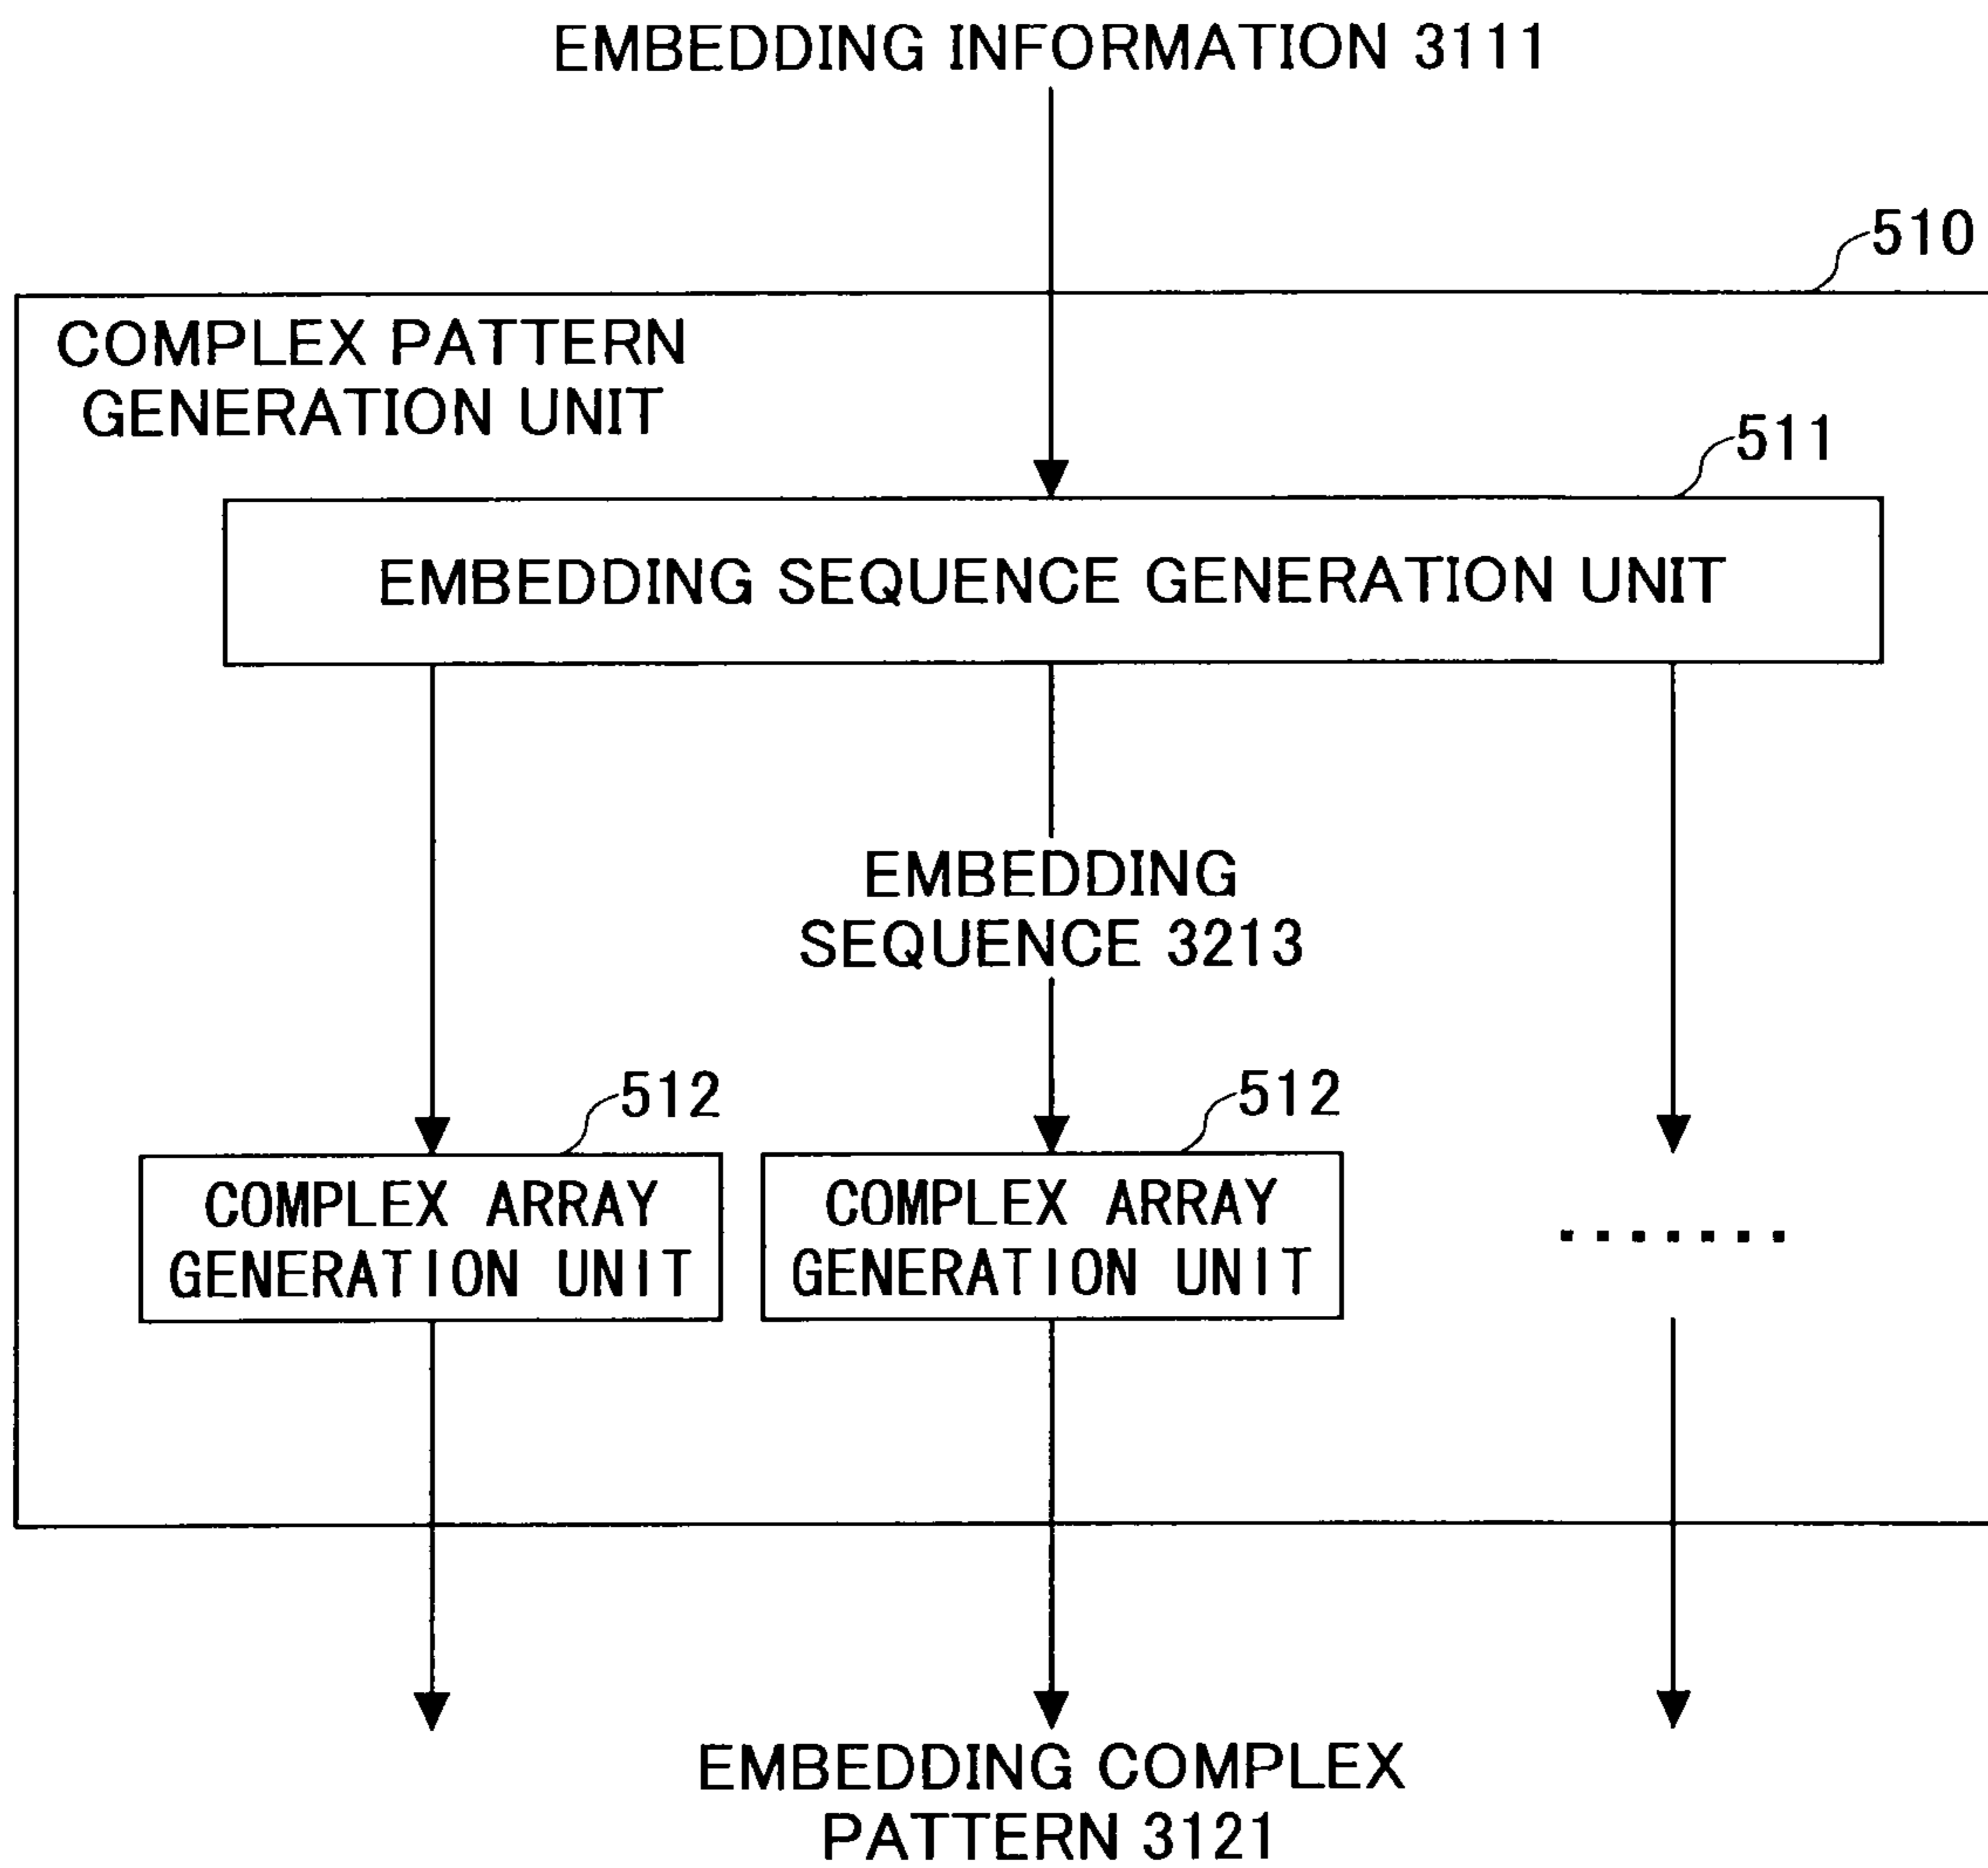 EMBEDDING INFORMATION 3111
510
COMPLEX PATTERN
GENERATION UNIT
511
EMBEDDING SEQUENCE GENERATION UNIT
EMBEDDING
SEQUENCE 3213
512
512
COMPLEX ARRAY
GENERATION UNIT
COMPLEX ARRAY
GENERATION UNIT
.......
EMBEDDING COMPLEX
PATTERN 3121